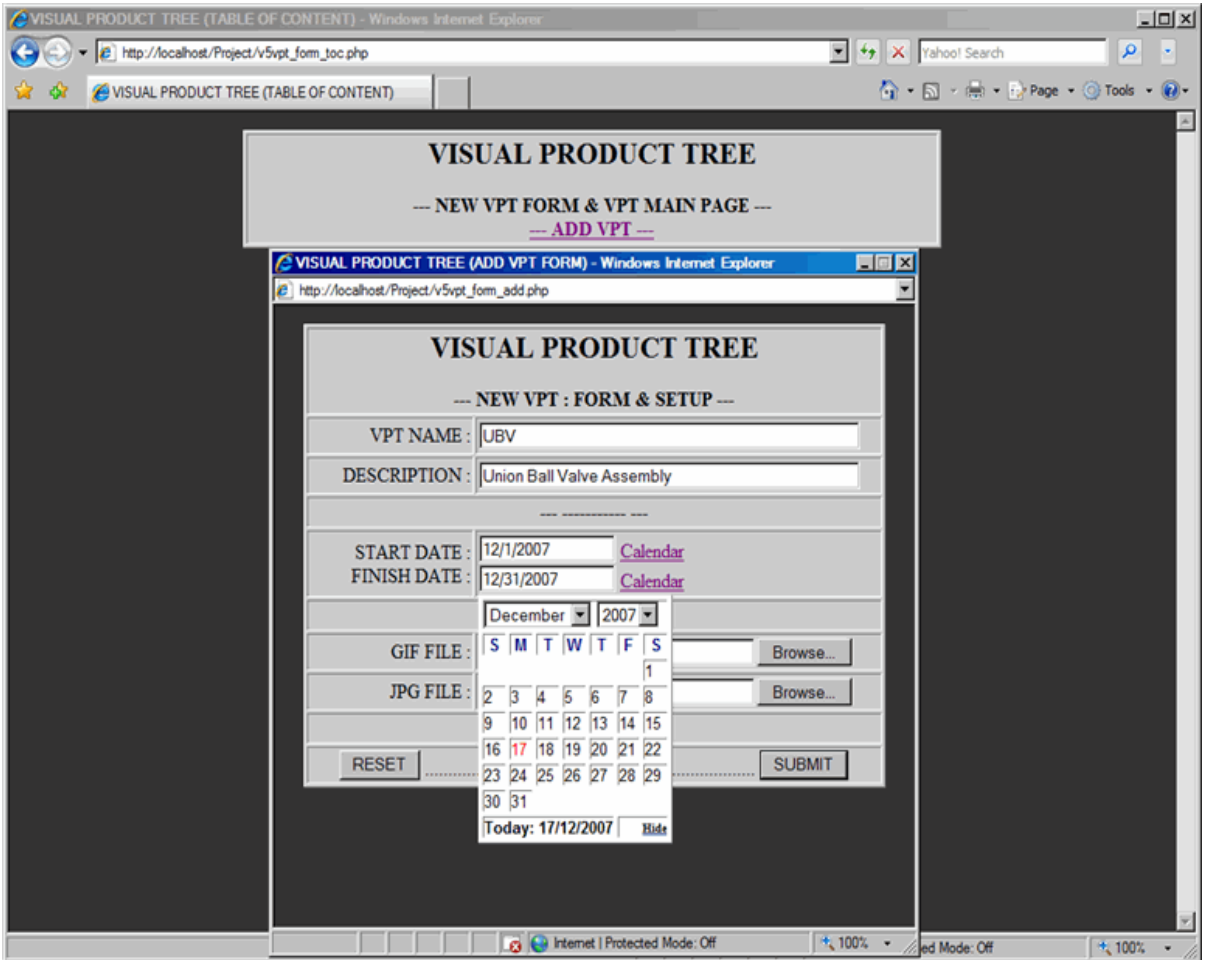 VISUAL PRODUCT TREE (TABLE OF CONTENT) - Windows Internet Explorer
http://localhost/Project/v5vpt_form_toc.php
Yahoo! Search
VISUAL PRODUCT TREE (TABLE OF CONTENT)
Page
Tools
VISUAL PRODUCT TREE
--- NEW VPT FORM & VPT MAIN PAGE ---
--- ADD VPT ---
VISUAL PRODUCT TREE (ADD VPT FORM) - Windows Internet Explorer
http://localhost/Project/v5vpt_form_add.php
VISUAL PRODUCT TREE
--- NEW VPT : FORM & SETUP ---
VPT NAME : UBV
DESCRIPTION : Union Ball Valve Assembly
--- ----------- ---
START DATE : 12/1/2007 Calendar
FINISH DATE : 12/31/2007 Calendar
December 2007
GIF FILE : Browse...
JPG FILE : Browse...
S M T W T F S
1
2 3 4 5 6 7 8
9 10 11 12 13 14 15
16 17 18 19 20 21 22
23 24 25 26 27 28 29
30 31
Today: 17/12/2007 Hide
RESET SUBMIT
Internet | Protected Mode: Off 100%
ed Mode: Off 100%